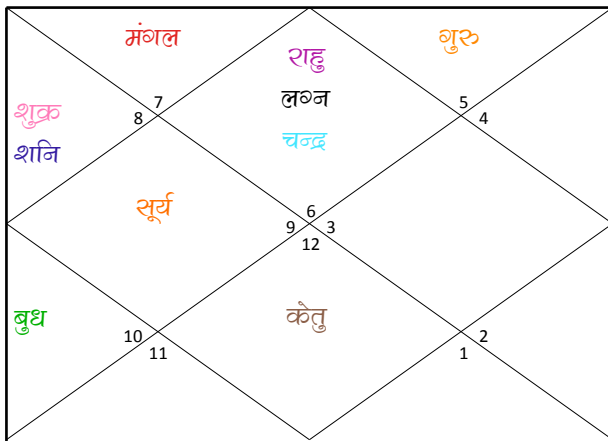 मंगल
राहु
गुरु
लग्न
शुक्र
7
5
8
4
चन्द्र
शनि
सूर्य
6
9
3
12
बुध
केतु
10
2
11
1